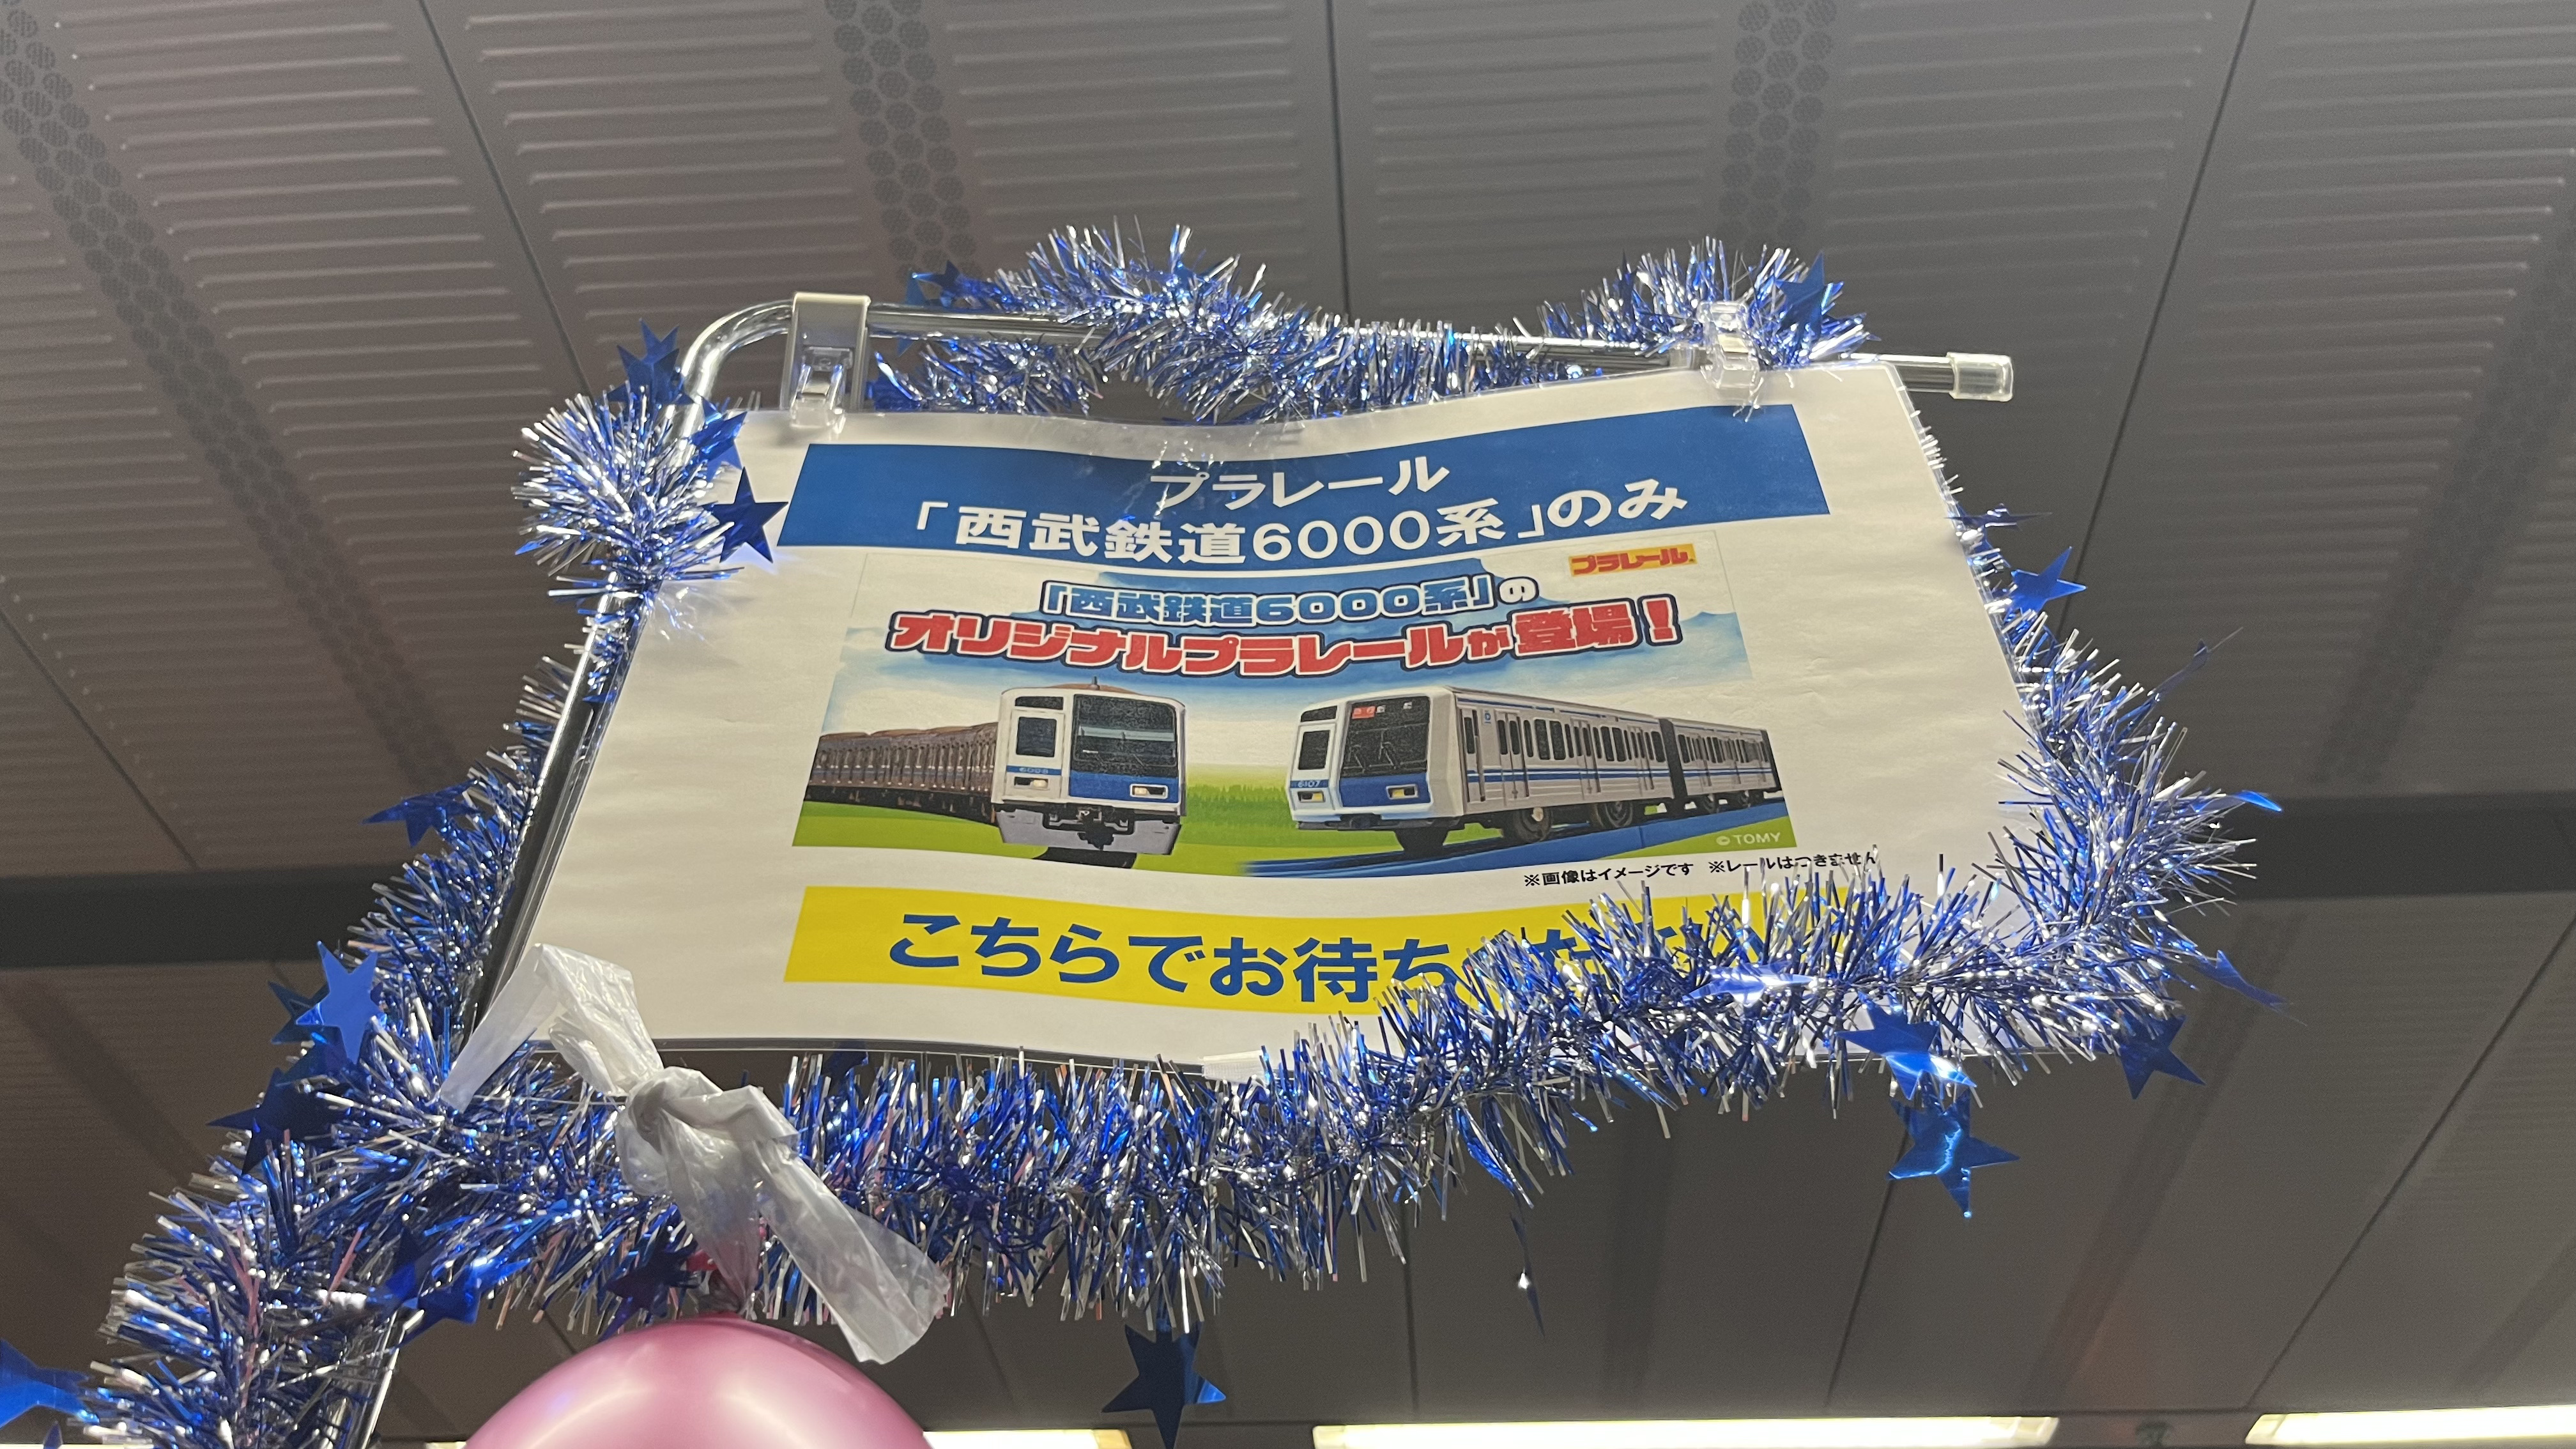 プラレール
「西武鉄道6000系」のみ
プラレール
「西武鉄道6000系」の
オリジナルプラレールが登場！
6107
© TOMY
※画像はイメージです ※レールはつきません
こちらでお待ち